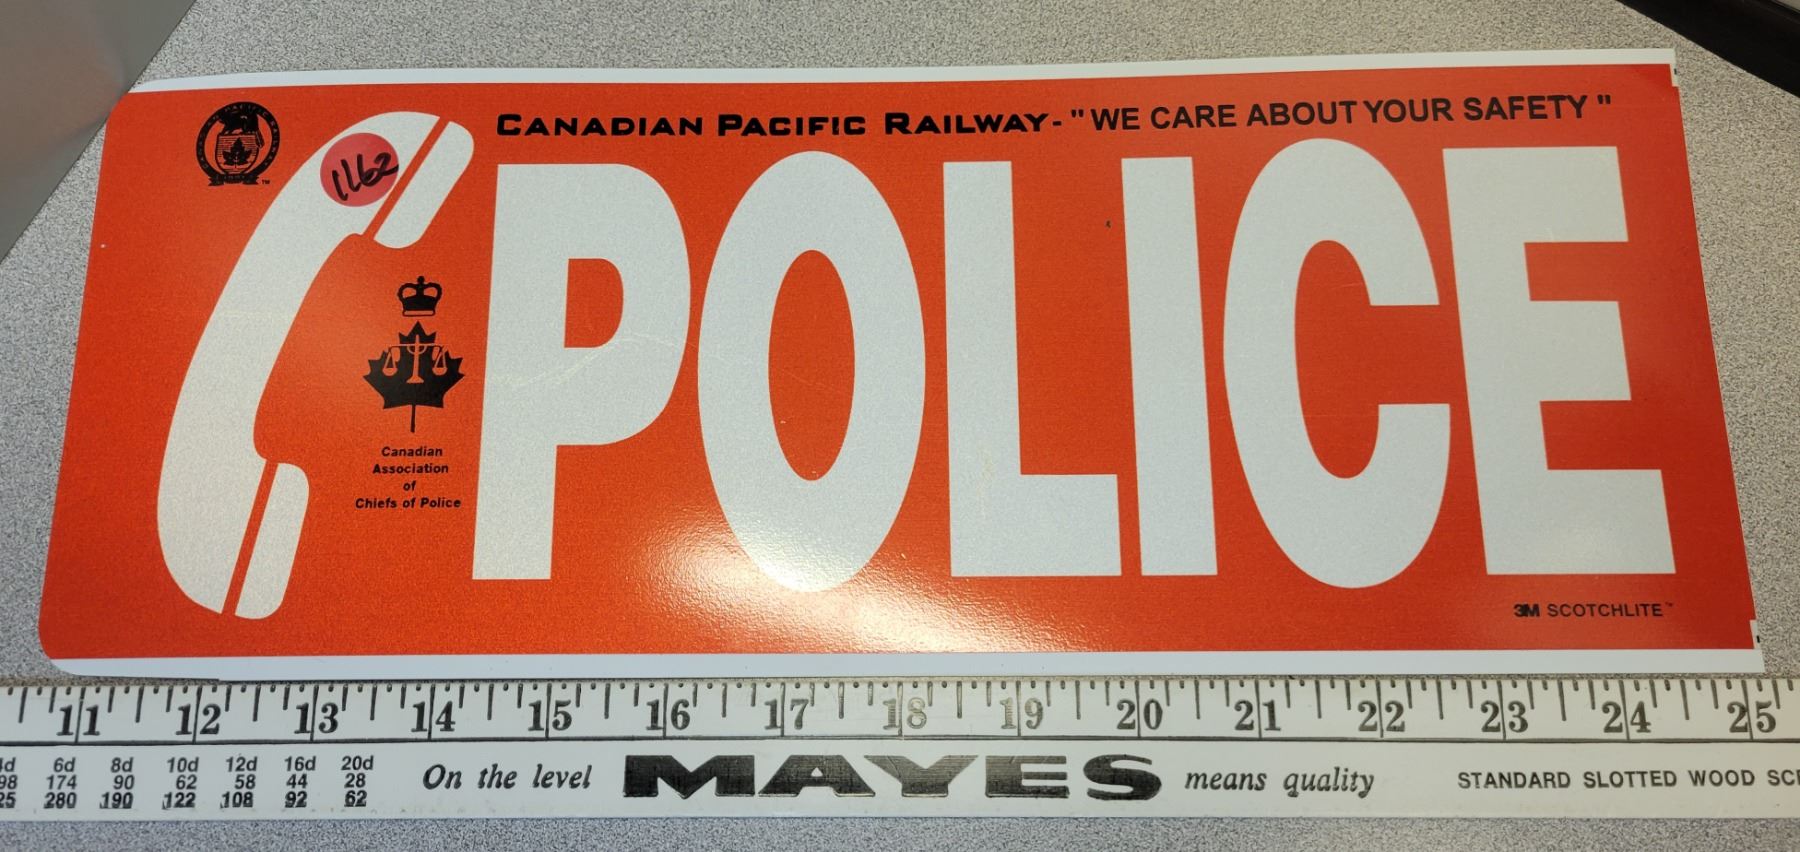 CANADIAN PACIFIC RAILWAY- "WE CARE ABOUT YOUR SAFETY"
1162
POLICE
Canadian
Association
of
Chiefs of Police
3M SCOTCHLITE™
11 12 13 14 15 16 17 18 19 20 21 22 23 24 25
6d 8d 10d 12d 16d 20d
98 174 90 62 58 44 28
25 280 190 122 108 92 62
On the level MAYES means quality STANDARD SLOTTED WOOD